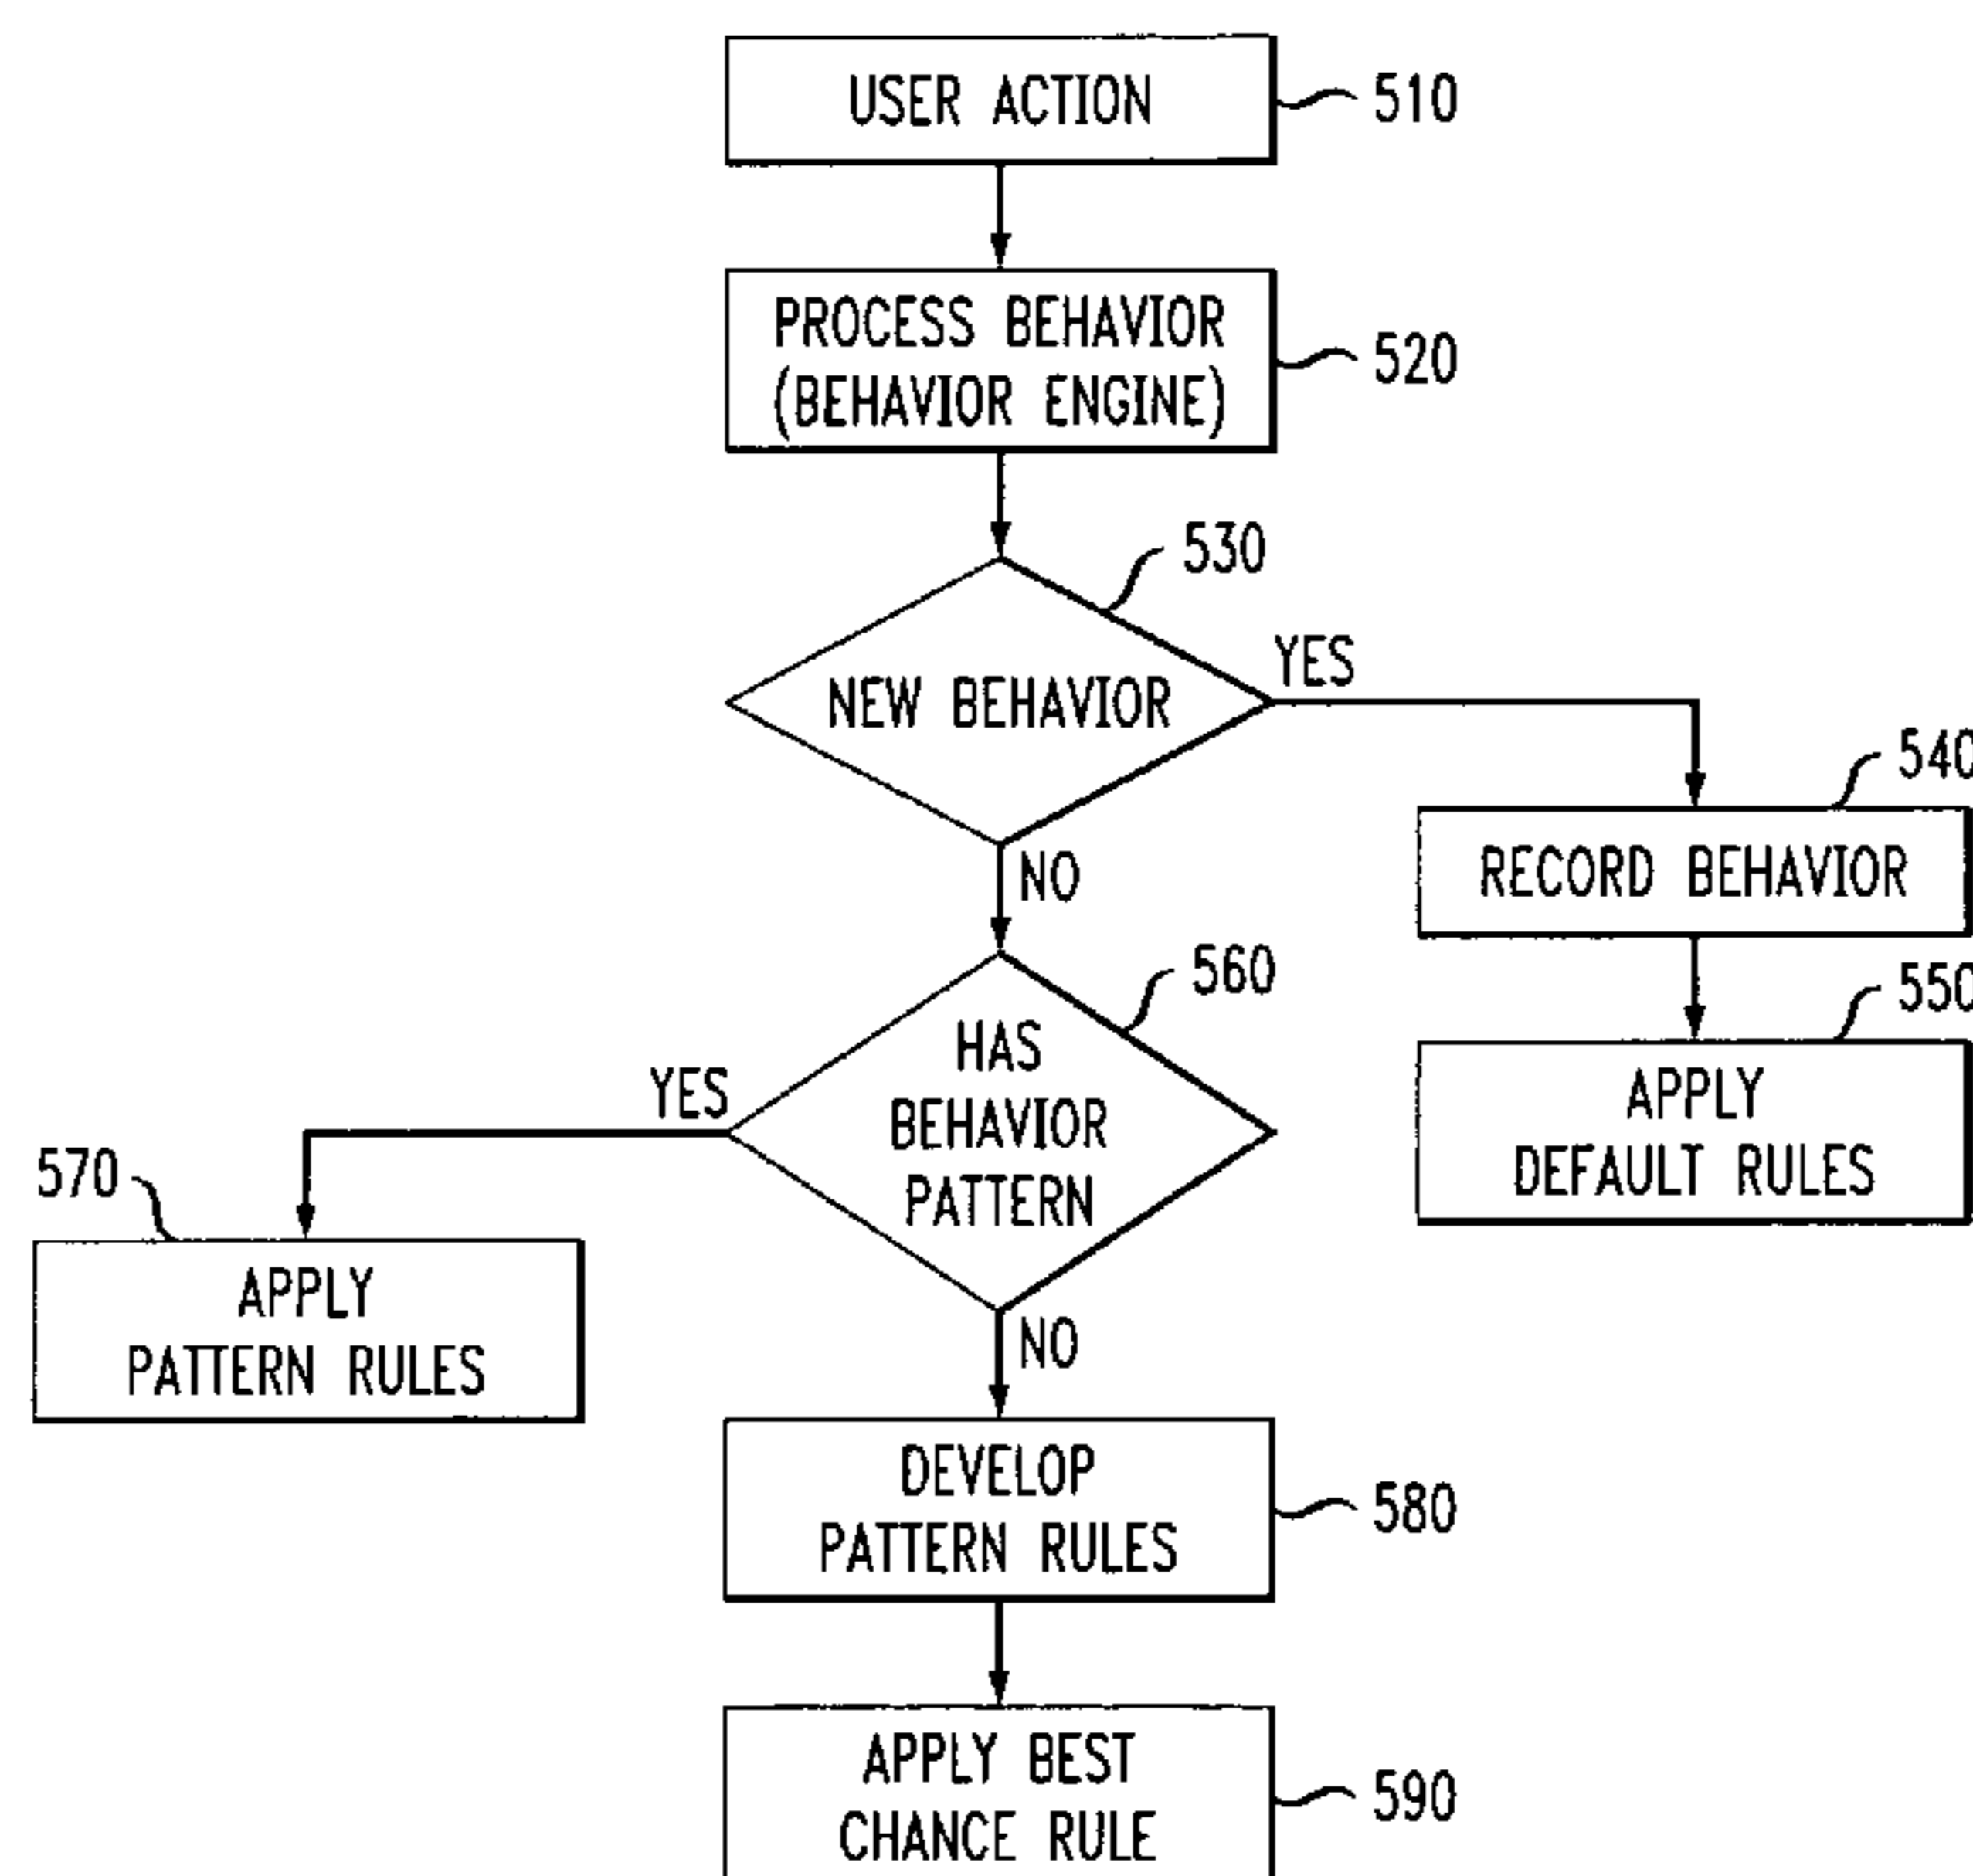 USER ACTION
510
PROCESS BEHAVIOR
(BEHAVIOR ENGINE)
520
530
NEW BEHAVIOR
YES
NO
540
RECORD BEHAVIOR
550
APPLY
DEFAULT RULES
560
HAS
BEHAVIOR
PATTERN
YES
570
APPLY
PATTERN RULES
NO
DEVELOP
PATTERN RULES
580
APPLY BEST
CHANCE RULE
590